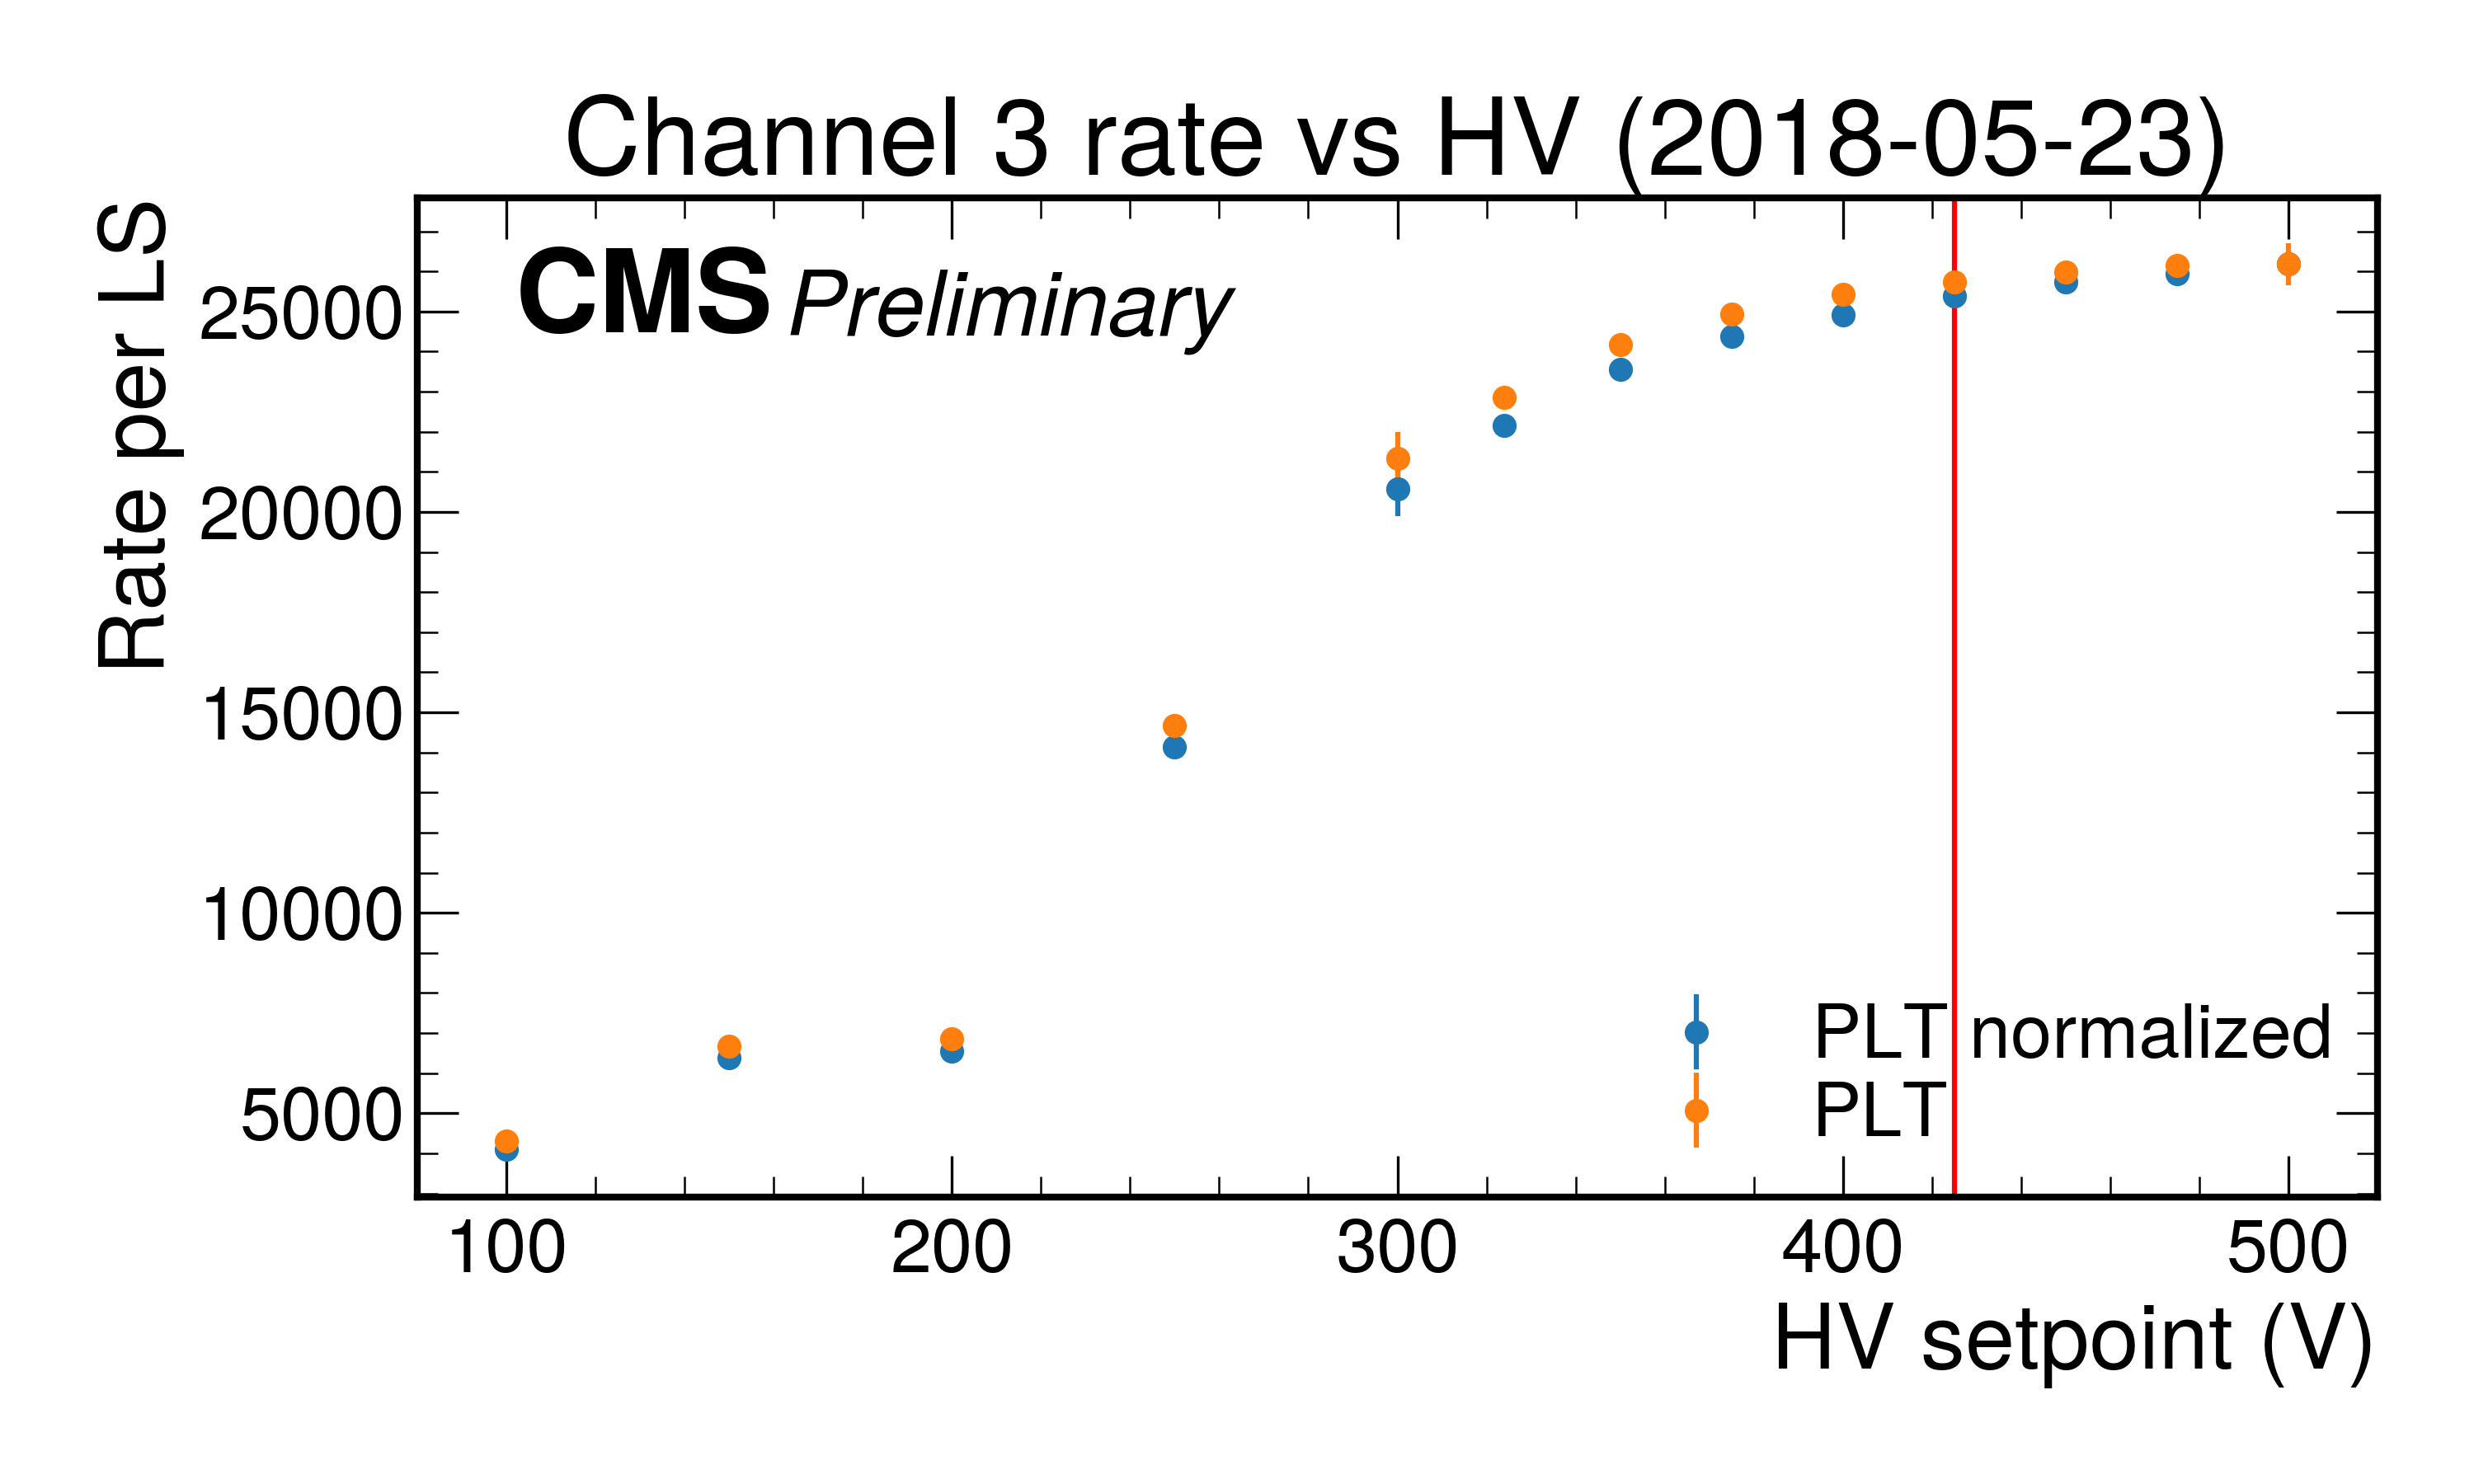 Channel 3 rate vs HV (2018-05-23)
CMS Preliminary
Rate per LS
25000
20000
15000
10000
5000
PLT normalized
PLT
100 200 300 400 500
HV setpoint (V)